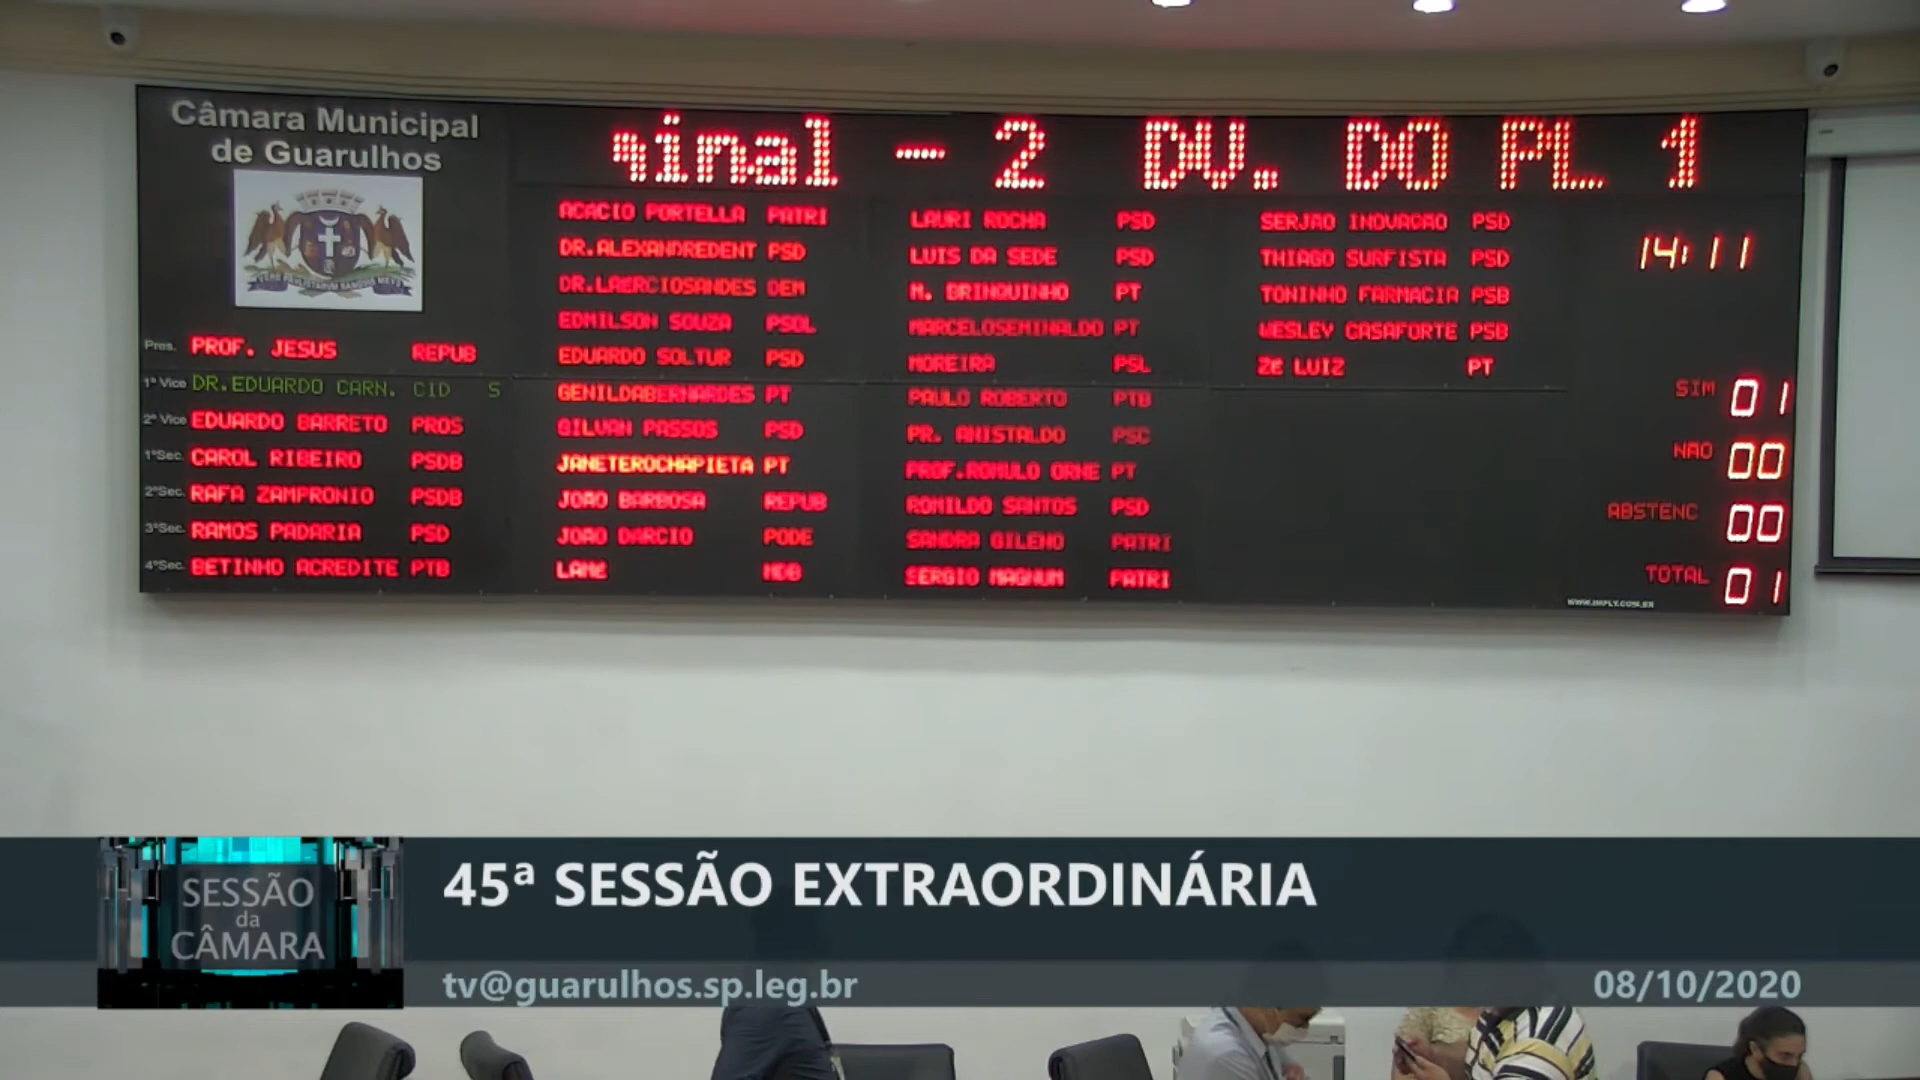 Câmara Municipal
de Guarulhos
inal - 2 DV. DO PL 1
14:11
Pres. PROF. JESUS REPUB
1º Vice DR.EDUARDO CARN. CID S
2º Vice EDUARDO BARRETO PROS
1ºSec. CAROL RIBEIRO PSDB
2ºSec. RAFA ZAMPRONIO PSDB
3ºSec. RAMOS PADARIA PSD
4ºSec. BETINHO ACREDITE PTB
ACACIO PORTELLA PATRI
DR.ALEXANDREDENT PSD
DR.LAERCIOSANDES DEM
EDMILSON SOUZA PSOL
EDUARDO SOLTUR PSD
GENILDABERNARDES PT
GILVAN PASSOS PSD
JANETEROCHAPIETA PT
JOAO BARBOSA REPUB
JOAO DARCIO PODE
LAMÉ MDB
LAURI ROCHA PSD
LUIS DA SEDE PSD
M. BRINQUINHO PT
MARCELOSEMINALDO PT
MOREIRA PSL
PAULO ROBERTO PTB
PR. ANISTALDO PSC
PROF.ROMULO ORNE PT
ROMILDO SANTOS PSD
SANDRA GILENO PATRI
SERGIO MAGNUM PATRI
SERJAO INOVACAO PSD
THIAGO SURFISTA PSD
TONINHO FARMACIA PSB
WESLEY CASAFORTE PSB
ZÉ LUIZ PT
SIM 01
NAO 00
ABSTENC 00
TOTAL 01
WWW.IMPLY.COM.BR
SESSÃO
da
CÂMARA
45ª SESSÃO EXTRAORDINÁRIA
tv@guarulhos.sp.leg.br
08/10/2020